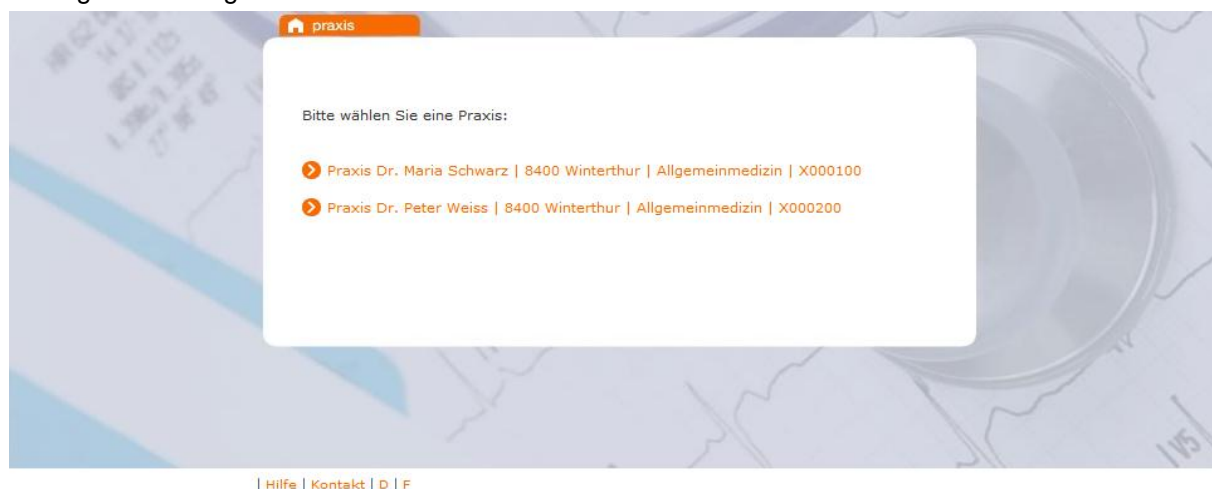 praxis
Bitte wählen Sie eine Praxis:
Praxis Dr. Maria Schwarz | 8400 Winterthur | Allgemeinmedizin | X000100
Praxis Dr. Peter Weiss | 8400 Winterthur | Allgemeinmedizin | X000200
V5
| Hilfe | Kontakt | D | F